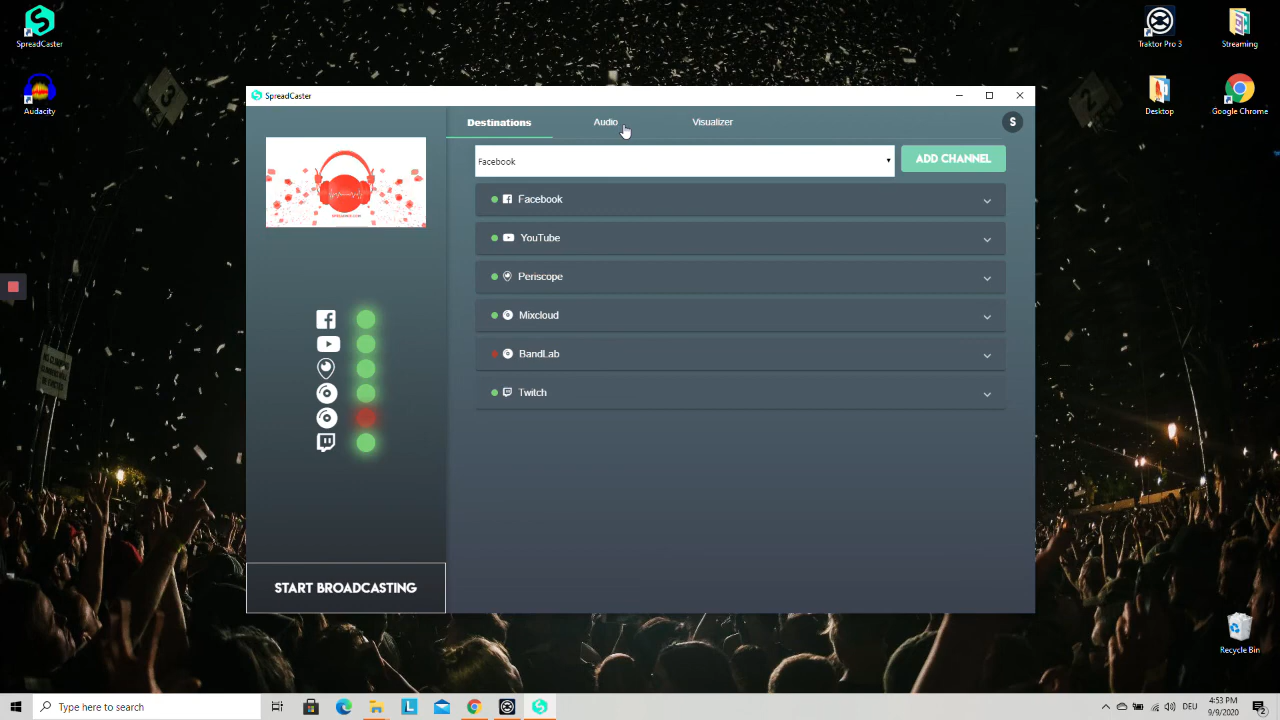 SpreadCaster
Audacity
Traktor Pro 3
Streaming
Desktop
Google Chrome
Recycle Bin
SpreadCaster
Destinations
Audio
Visualizer
S
Facebook
ADD CHANNEL
Facebook
YouTube
Periscope
Mixcloud
BandLab
Twitch
START BROADCASTING
Type here to search
DEU
4:53 PM
9/9/2020
2